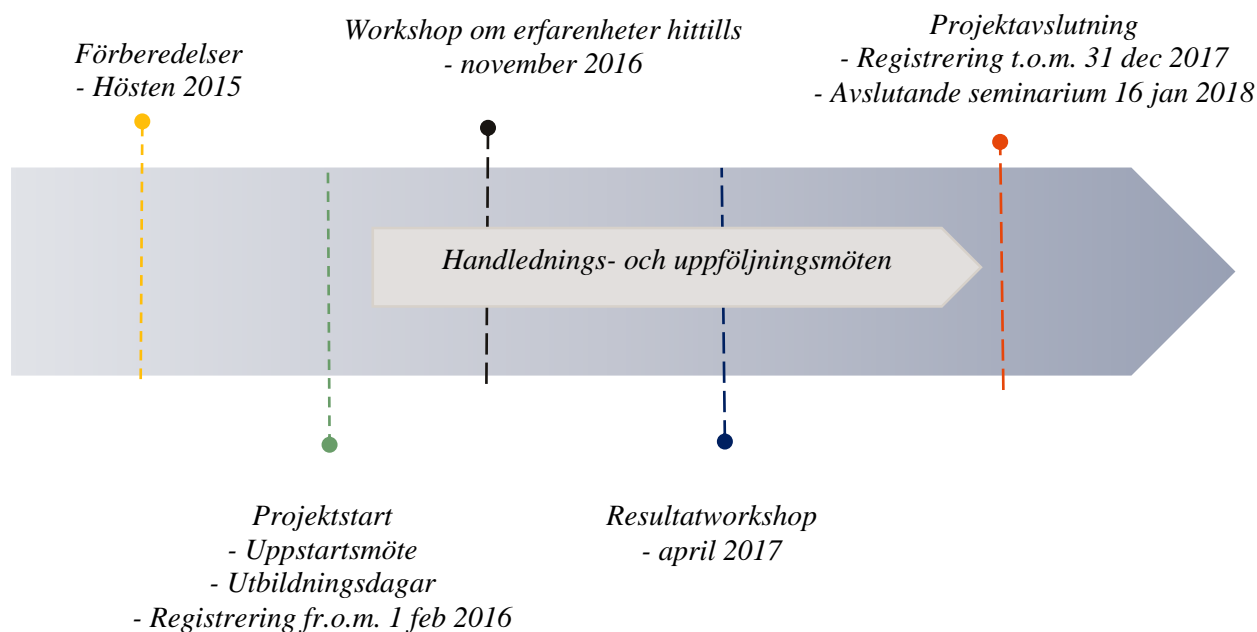 Förberedelser
- Hösten 2015
Workshop om erfarenheter hittills
- november 2016
Projektavslutning
- Registrering t.o.m. 31 dec 2017
- Avslutande seminarium 16 jan 2018
Handlednings- och uppföljningsmöten
Projektstart
- Uppstartsmöte
- Utbildningsdagar
- Registrering fr.o.m. 1 feb 2016
Resultatworkshop
- april 2017